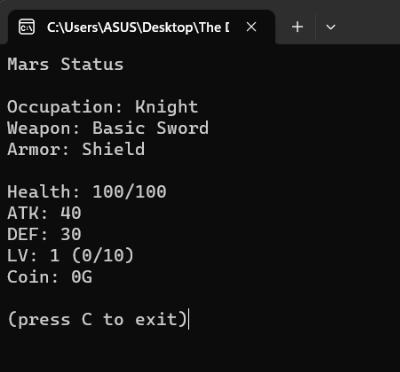 C:\Users\ASUS\Desktop\The D
Mars Status
Occupation: Knight
Weapon: Basic Sword
Armor: Shield
Health: 100/100
ATK: 40
DEF: 30
LV: 1 (0/10)
Coin: 0G
(press C to exit)